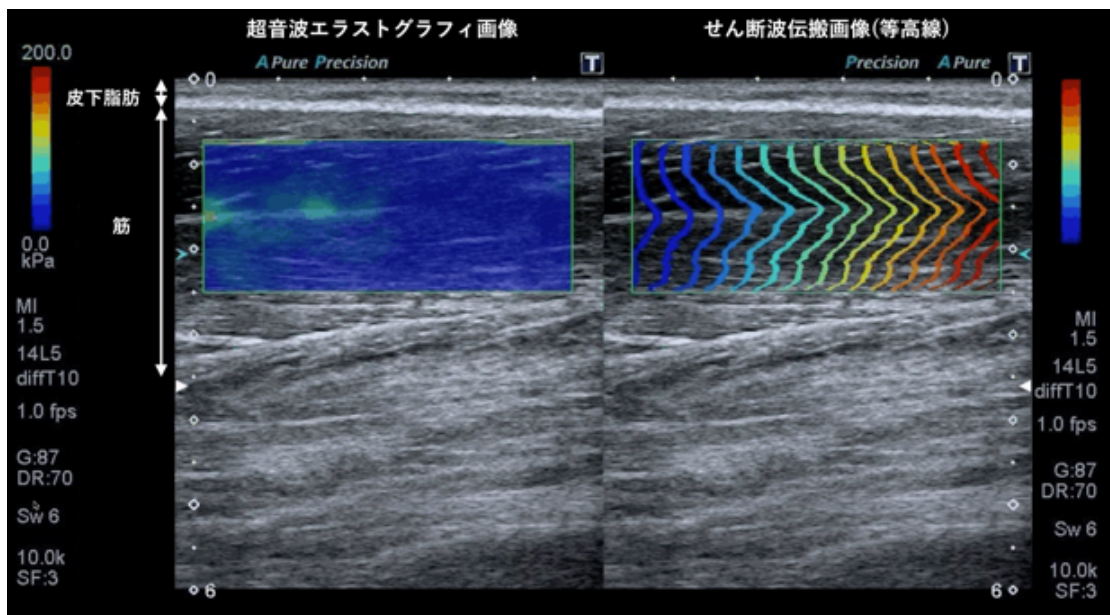 超音波エラストグラフィ画像
せん断波伝搬画像(等高線)
200.0
A Pure Precision
T
Precision A Pure
T
0
0
皮下脂肪
筋
0.0
kPa
MI
1.5
14L5
diffT10
1.0 fps
G:87
DR:70
Sw 6
10.0k
SF:3
6
MI
1.5
14L5
diffT10
1.0 fps
G:87
DR:70
Sw 6
10.0k
SF:3
6